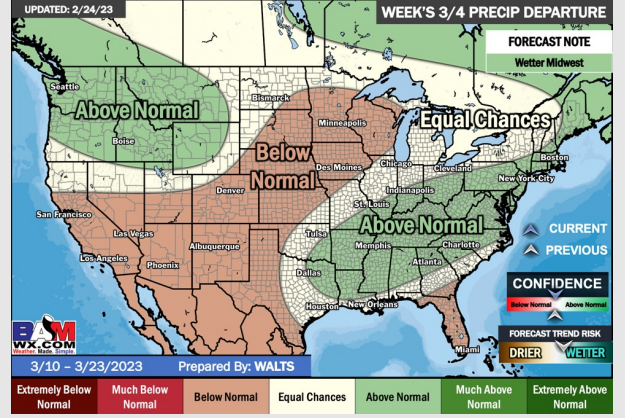 UPDATED: 2/24/23
WEEK'S 3/4 PRECIP DEPARTURE
FORECAST NOTE
Wetter Midwest
Seattle
Above Normal
Boise
Bismarck
Minneapolis
Equal Chances
Below
Normal
Des Moines
Chicago
Cleveland
Boston
New York City
Denver
Indianapolis
St. Louis
San Francisco
Las Vegas
Above Normal
Tulsa
Memphis
Charlotte
Los Angeles
Phoenix
Albuquerque
Atlanta
Dallas
Houston
New Orleans
Miami
CURRENT
PREVIOUS
CONFIDENCE
Below Normal
Above Normal
FORECAST TREND RISK
DRIER
WETTER
BAM
WX.COM
Weather. Made. Simple.
3/10 – 3/23/2023
Prepared By: WALTS
Extremely Below
Normal
Much Below
Normal
Below Normal
Equal Chances
Above Normal
Much Above
Normal
Extremely Above
Normal